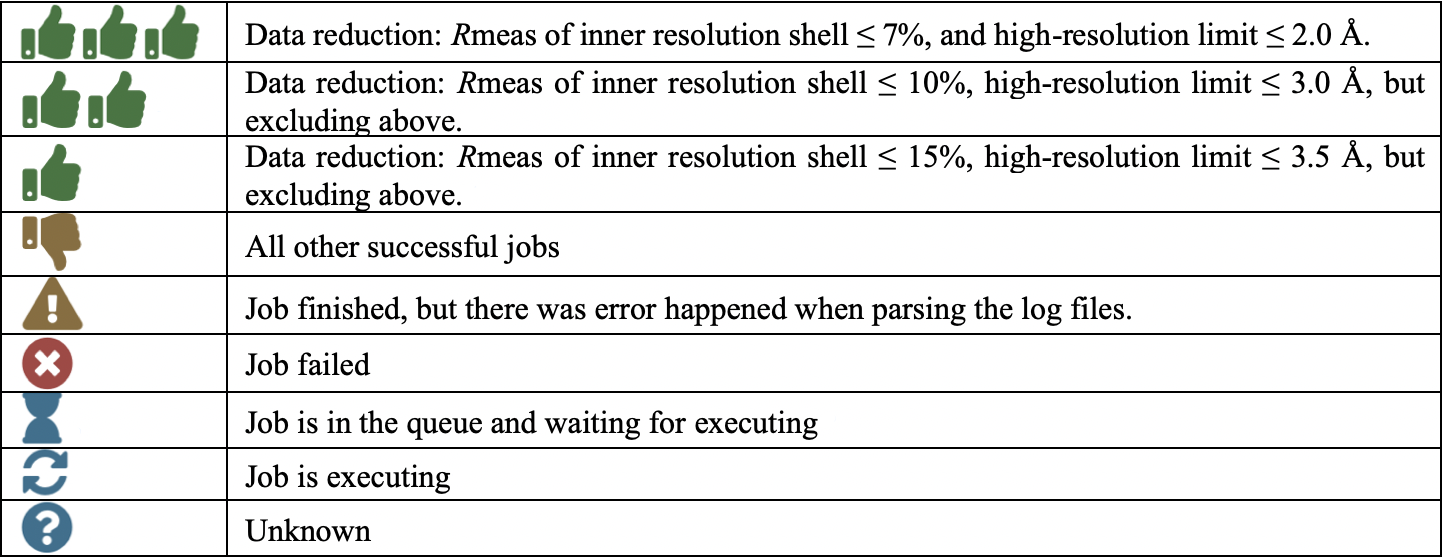 Data reduction: Rmeas of inner resolution shell ≤ 7%, and high-resolution limit ≤ 2.0 Å.
Data reduction: Rmeas of inner resolution shell ≤ 10%, high-resolution limit ≤ 3.0 Å, but
excluding above.
Data reduction: Rmeas of inner resolution shell ≤ 15%, high-resolution limit ≤ 3.5 Å, but
excluding above.
All other successful jobs
Job finished, but there was error happened when parsing the log files.
Job failed
Job is in the queue and waiting for executing
Job is executing
Unknown